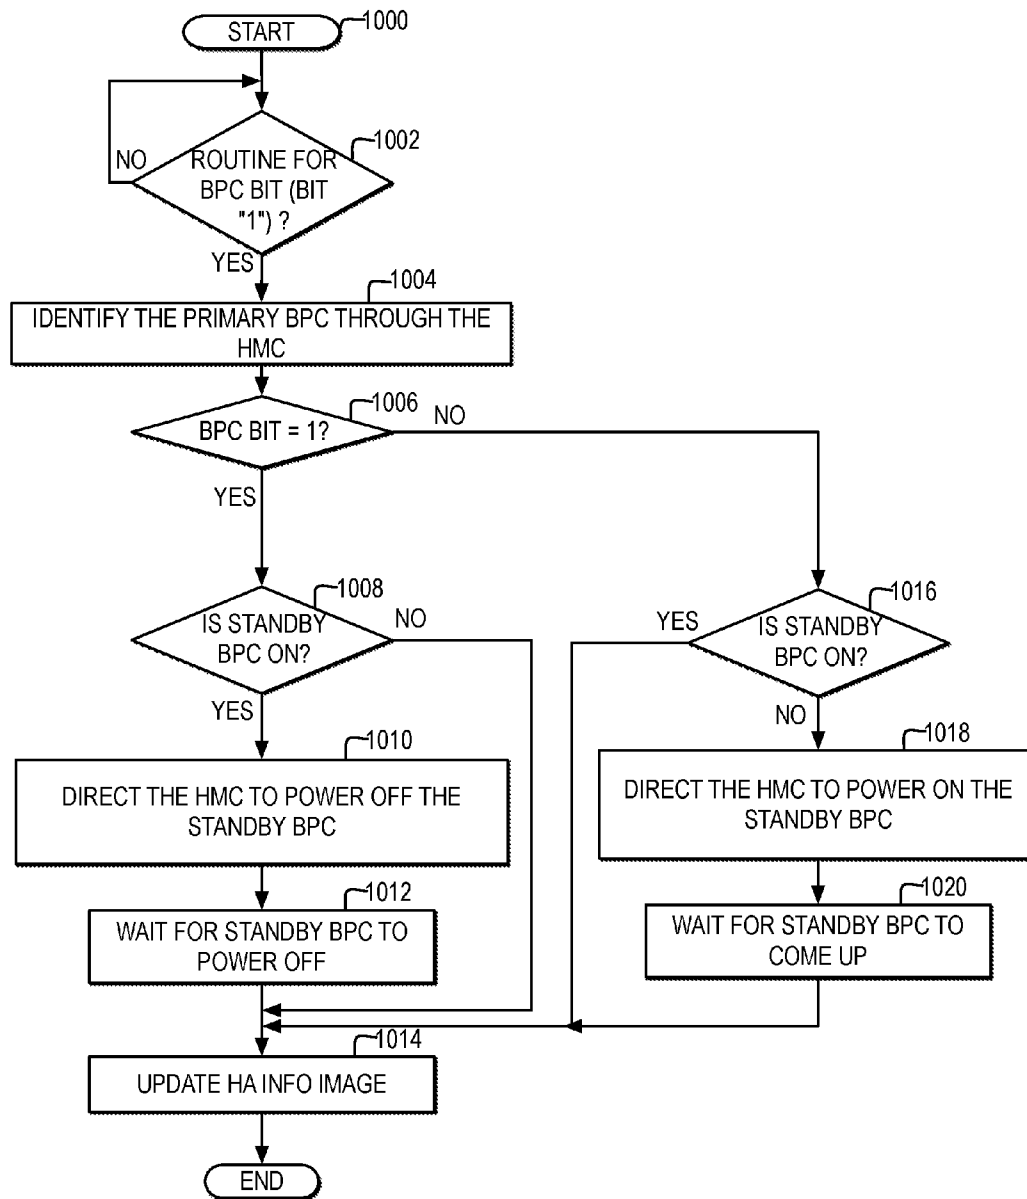 START
1000
1002
NO
ROUTINE FOR
BPC BIT (BIT
"1") ?
YES
1004
IDENTIFY THE PRIMARY BPC THROUGH THE
HMC
1006
BPC BIT = 1?
NO
YES
1008
IS STANDBY
BPC ON?
NO
YES
1016
YES
IS STANDBY
BPC ON?
NO
1010
DIRECT THE HMC TO POWER OFF THE
STANDBY BPC
1018
DIRECT THE HMC TO POWER ON THE
STANDBY BPC
1012
WAIT FOR STANDBY BPC TO
POWER OFF
1020
WAIT FOR STANDBY BPC TO
COME UP
1014
UPDATE HA INFO IMAGE
END